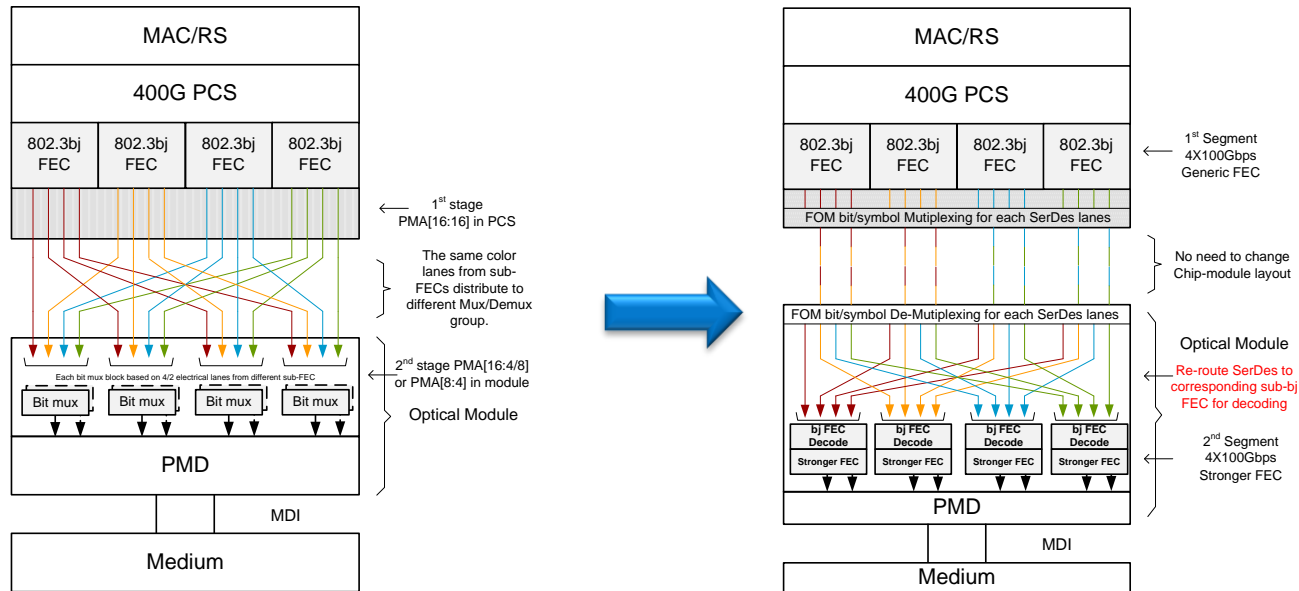 MAC/RS
400G PCS
802.3bj FEC
802.3bj FEC
802.3bj FEC
802.3bj FEC
1st stage
PMA[16:16] in PCS
The same color
lanes from sub-
FECs distribute to
different Mux/Demux
group.
Each bit mux block based on 4/2 electrical lanes from different sub-FEC
Bit mux
Bit mux
Bit mux
Bit mux
2nd stage PMA[16:4/8]
or PMA[8:4] in module
Optical Module
PMD
MDI
Medium
MAC/RS
400G PCS
802.3bj FEC
802.3bj FEC
802.3bj FEC
802.3bj FEC
1st Segment
4X100Gbps
Generic FEC
FOM bit/symbol Mutiplexing for each SerDes lanes
No need to change
Chip-module layout
FOM bit/symbol De-Mutiplexing for each SerDes lanes
Optical Module
Re-route SerDes to
corresponding sub-bj
FEC for decoding
bj FEC Decode
bj FEC Decode
bj FEC Decode
bj FEC Decode
Stronger FEC
Stronger FEC
Stronger FEC
Stronger FEC
2nd Segment
4X100Gbps
Stronger FEC
PMD
MDI
Medium